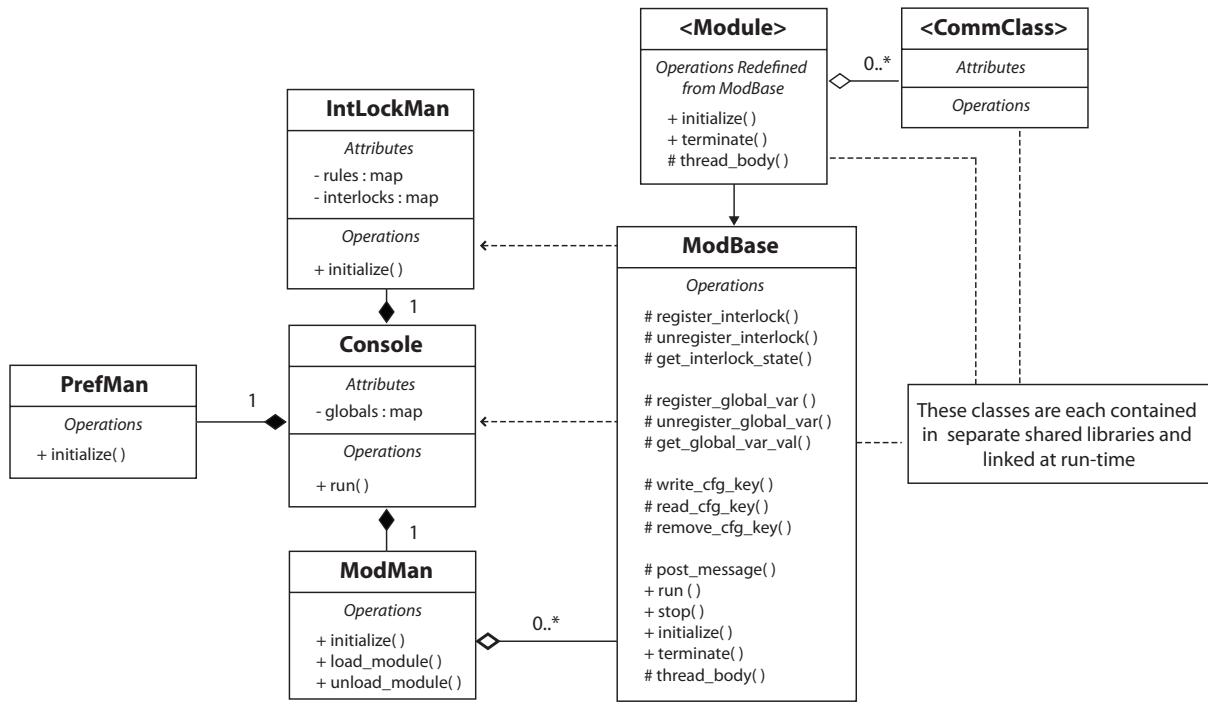 <Module>
Operations Redefined
from ModBase
+ initialize( )
+ terminate( )
# thread_body( )
0..*
<CommClass>
Attributes
Operations
IntLockMan
Attributes
- rules : map
- interlocks : map
Operations
+ initialize( )
1
Console
Attributes
- globals : map
Operations
+ run( )
1
PrefMan
Operations
+ initialize( )
1
ModMan
Operations
+ initialize( )
+ load_module( )
+ unload_module( )
0..*
ModBase
Operations
# register_interlock( )
# unregister_interlock( )
# get_interlock_state( )
# register_global_var ( )
# unregister_global_var( )
# get_global_var_val( )
# write_cfg_key( )
# read_cfg_key( )
# remove_cfg_key( )
# post_message( )
+ run ( )
+ stop( )
+ initialize( )
+ terminate( )
# thread_body( )
These classes are each contained
in separate shared libraries and
linked at run-time